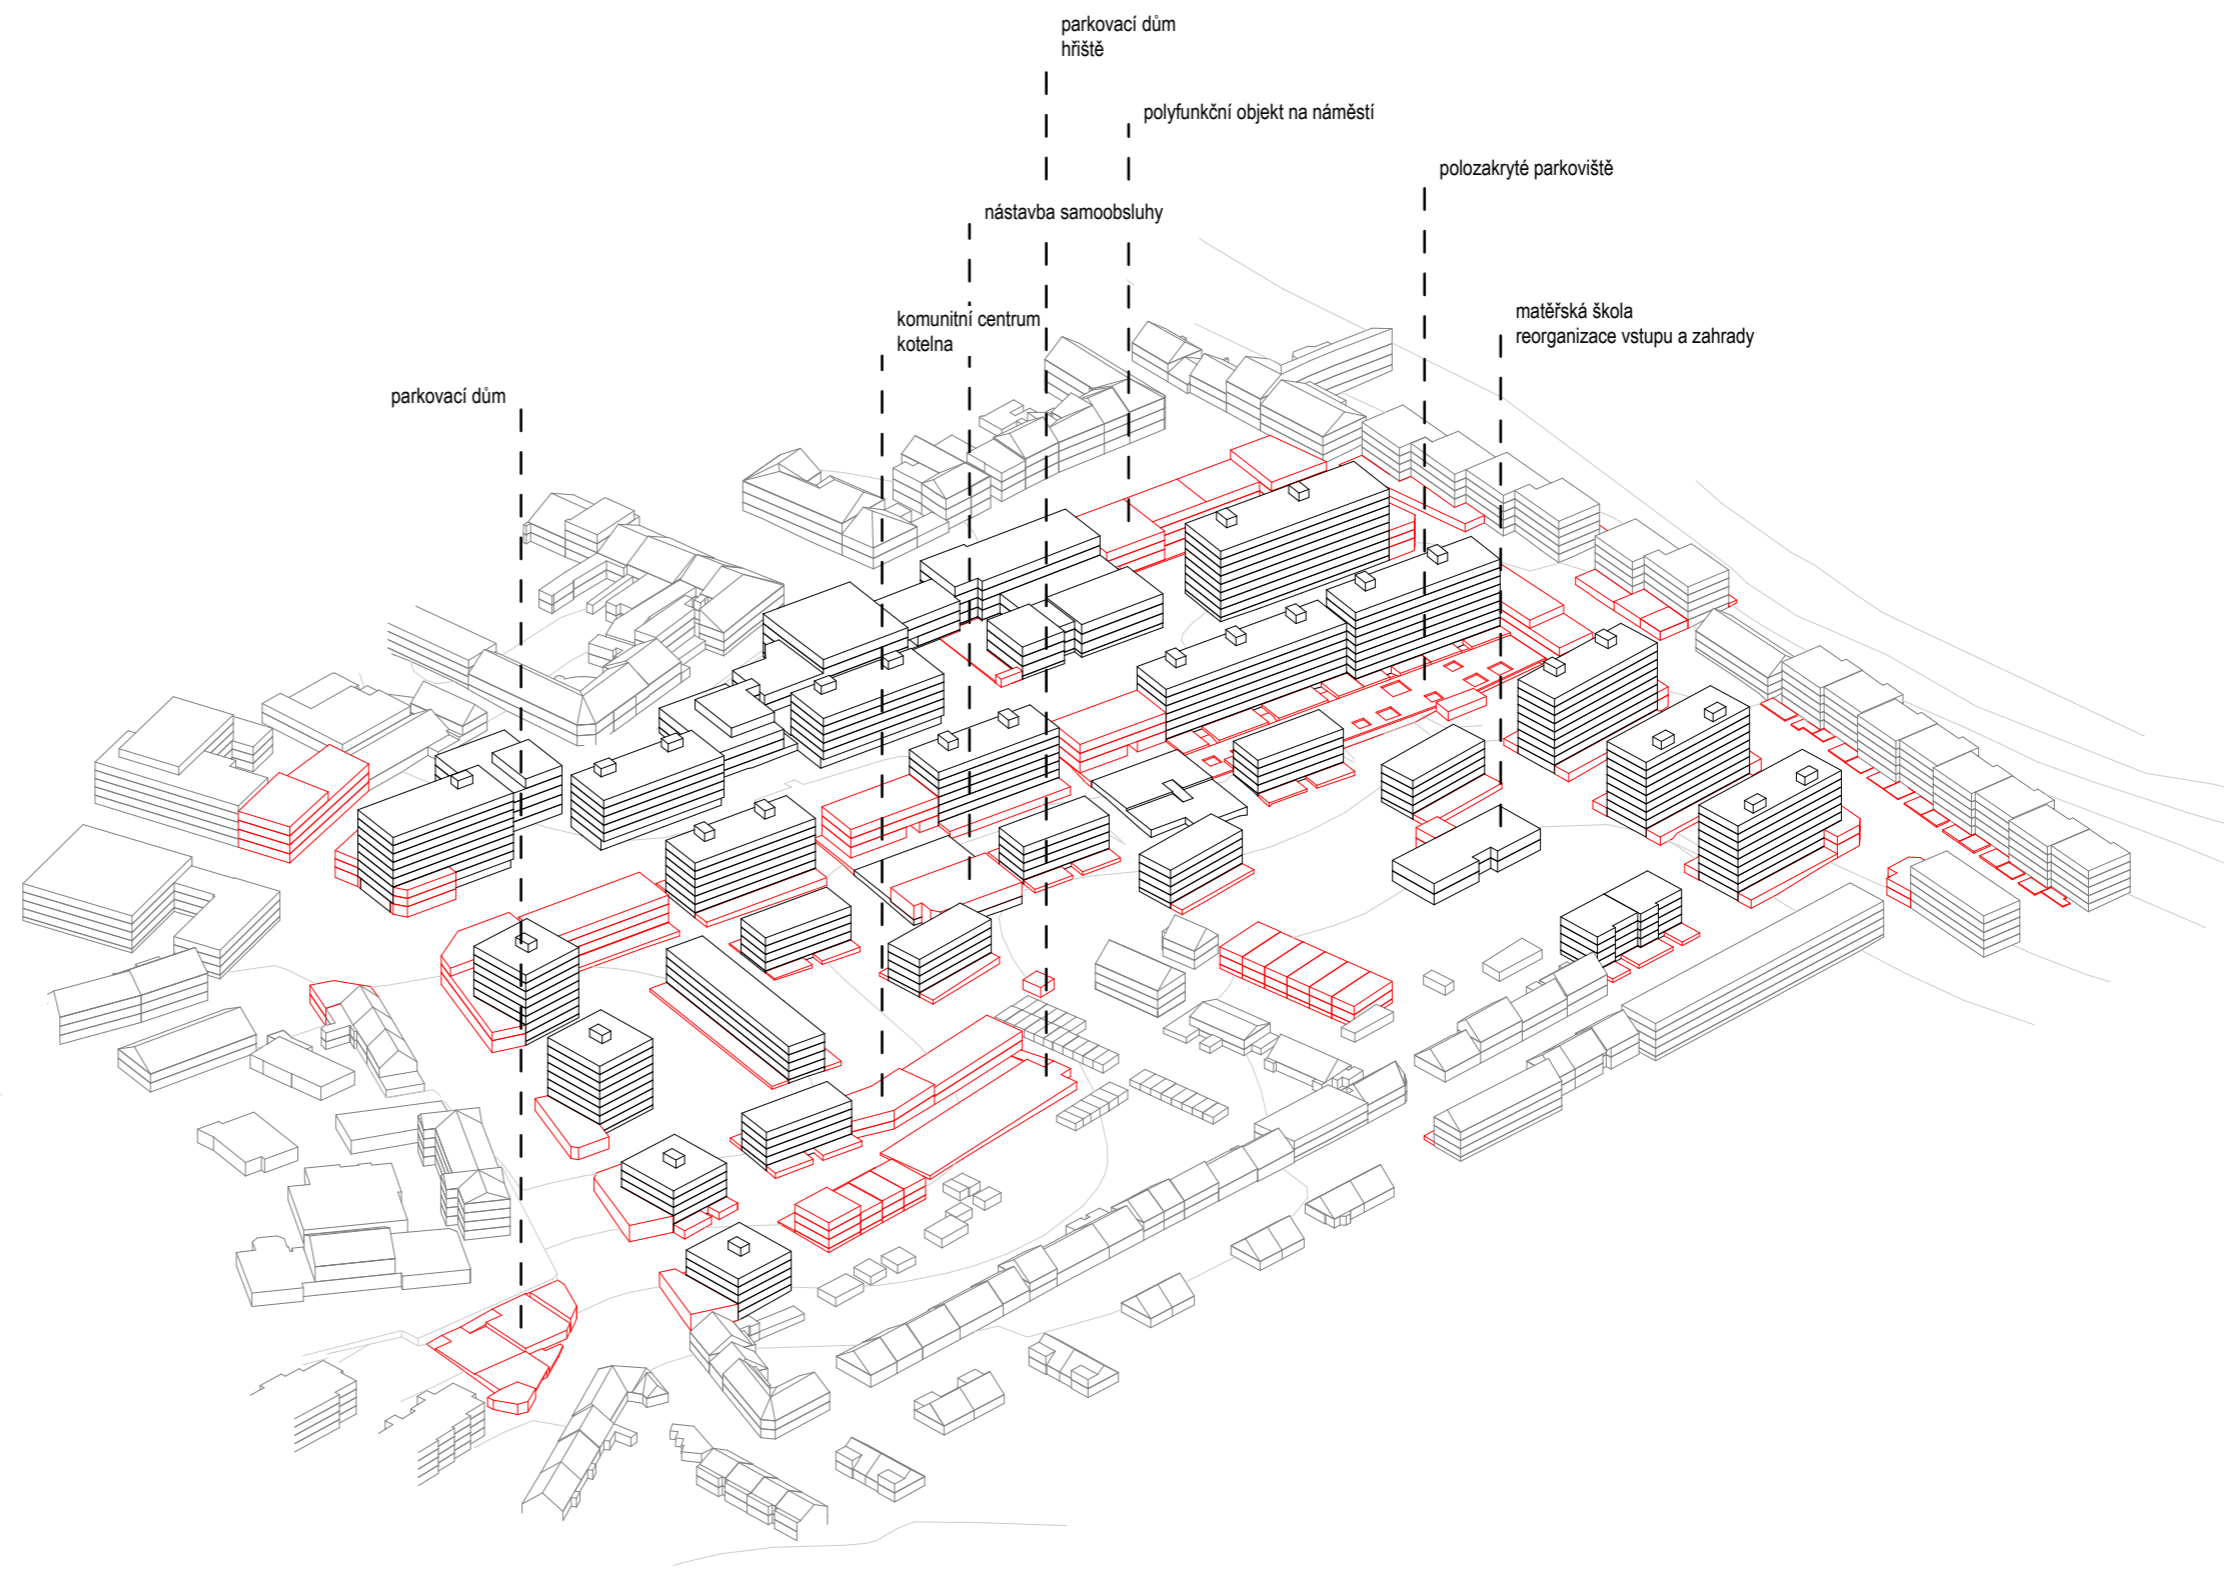 parkovací dům
hřiště
polyfunkční objekt na náměstí
polozakryté parkoviště
nástavba samoobsluhy
komunitní centrum
kotelna
matěřská škola
reorganizace vstupu a zahrady
parkovací dům